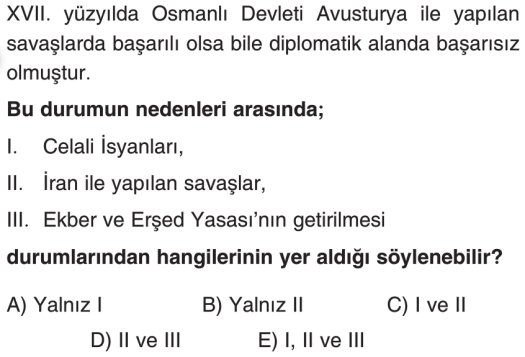 XVII. yüzyılda Osmanlı Devleti Avusturya ile yapılan
savaşlarda başarılı olsa bile diplomatik alanda başarısız
olmuştur.
Bu durumun nedenleri arasında;
I. Celali İsyanları,
II. İran ile yapılan savaşlar,
III. Ekber ve Erşed Yasası'nın getirilmesi
durumlarından hangilerinin yer aldığı söylenebilir?
A) Yalnız I B) Yalnız II C) I ve II
D) II ve III E) I, II ve III